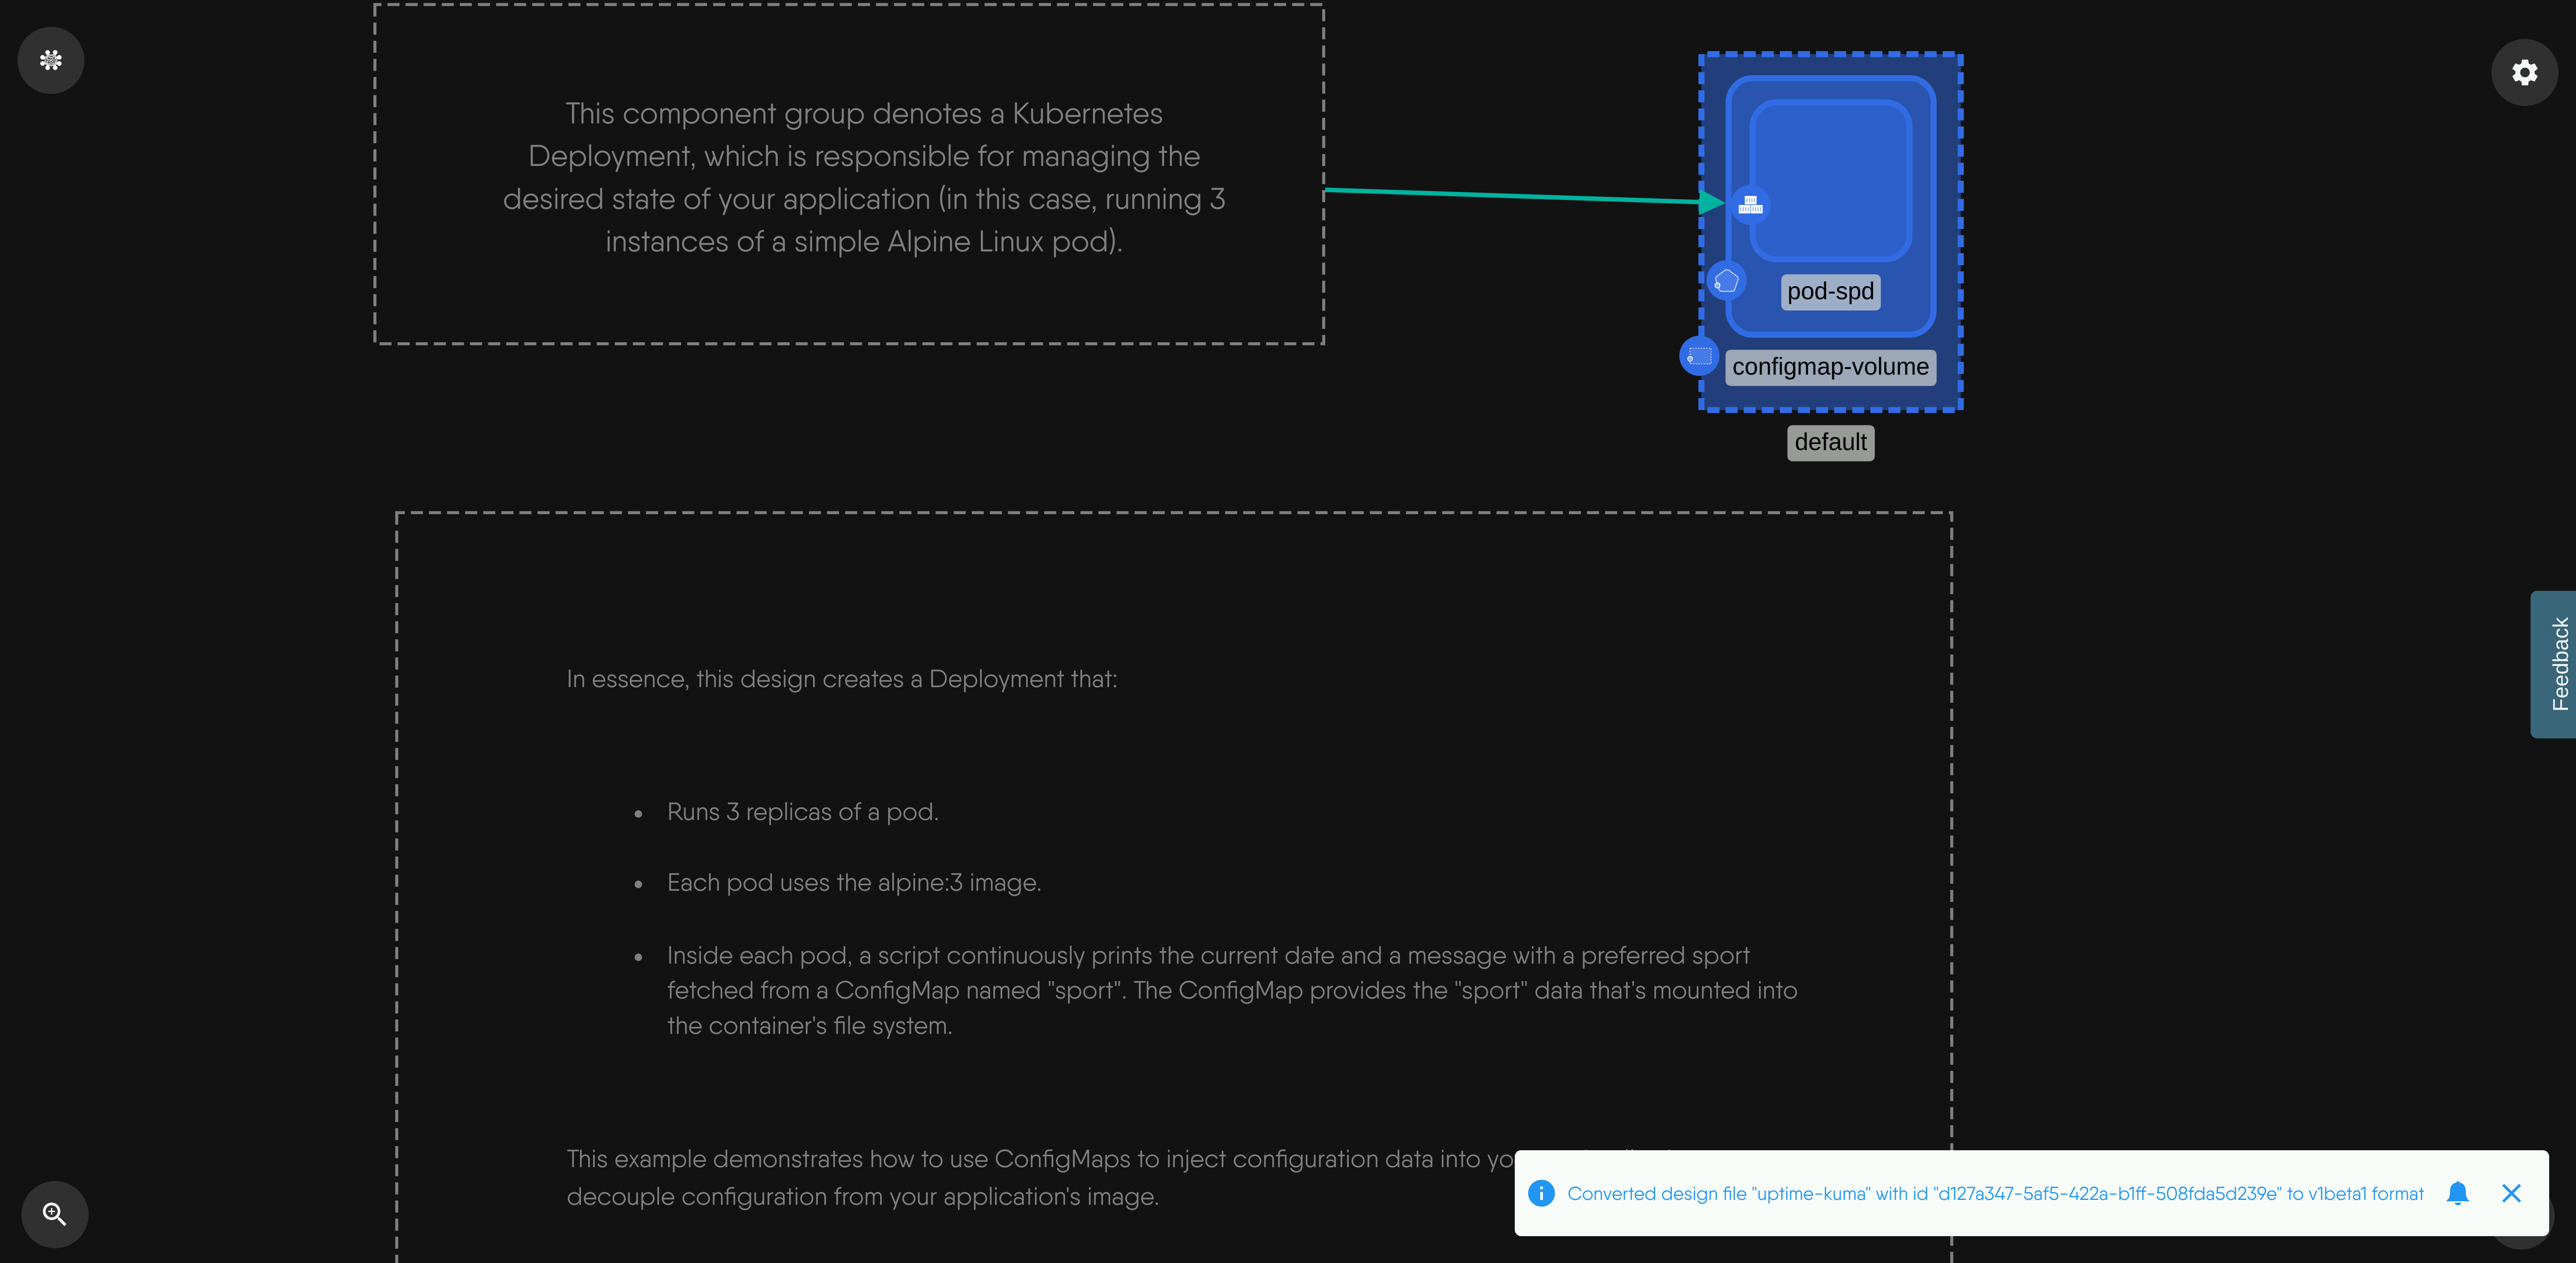 This component group denotes a Kubernetes
Deployment, which is responsible for managing the
desired state of your application (in this case, running 3
instances of a simple Alpine Linux pod).
pod-spd
configmap-volume
default
In essence, this design creates a Deployment that:
• Runs 3 replicas of a pod.
• Each pod uses the alpine:3 image.
• Inside each pod, a script continuously prints the current date and a message with a preferred sport
fetched from a ConfigMap named "sport". The ConfigMap provides the "sport" data that's mounted into
the container's file system.
This example demonstrates how to use ConfigMaps to inject configuration data into
decouple configuration from your application's image.
Feedback
Converted design file "uptime-kuma" with id "d127a347-5af5-422a-b1ff-508fda5d239e" to v1beta1 format